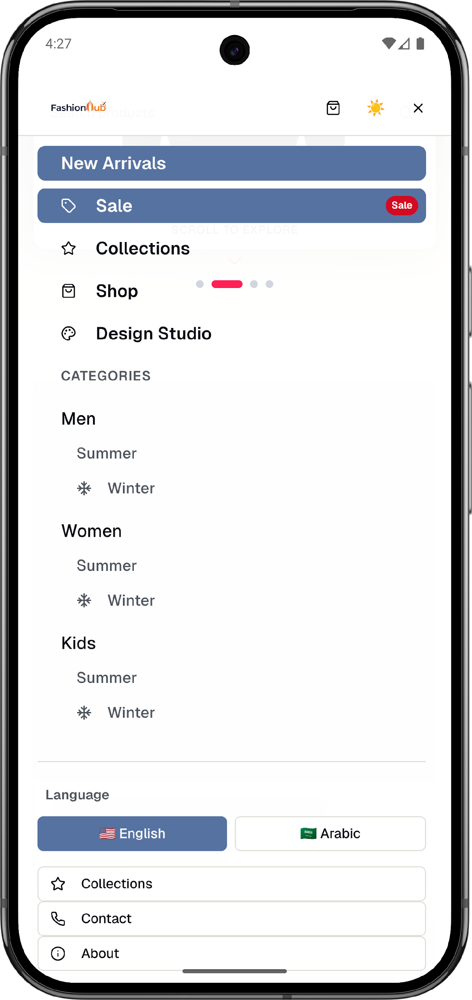 4:27
FashionHub
Search products
New Arrivals
Sale
Sale
SCROLL TO EXPLORE
Collections
Shop
Design Studio
CATEGORIES
Men
Summer
Winter
Women
Summer
Winter
Kids
Summer
Winter
Language
English
Arabic
Collections
Contact
About